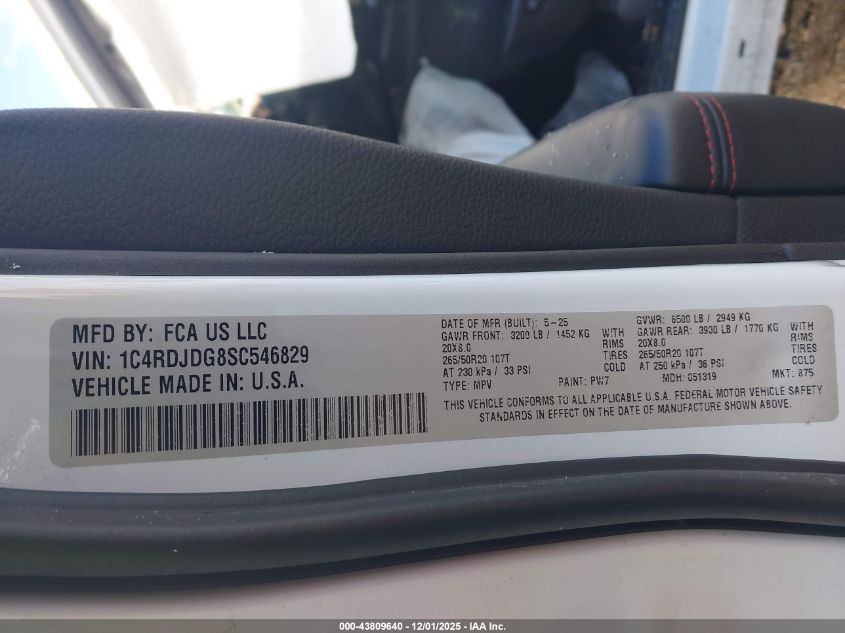 MFD BY: FCA US LLC
VIN: 1C4RDJDG8SC546829
VEHICLE MADE IN: U.S.A.
DATE OF MFR (BUILT): 5-25
GAWR FRONT: 3200 LB / 1452 KG WITH
20X8.0 RIMS
265/50R20 107T TIRES
AT 230 kPa / 33 PSI COLD
TYPE: MPV PAINT: PW7
GVWR: 6500 LB / 2949 KG
GAWR REAR: 3900 LB / 1770 KG WITH
20X8.0 RIMS
265/50R20 107T TIRES
AT 250 kPa / 36 PSI COLD
MDH: 051319 MKT: 875
THIS VEHICLE CONFORMS TO ALL APPLICABLE U.S.A. FEDERAL MOTOR VEHICLE SAFETY
STANDARDS IN EFFECT ON THE DATE OF MANUFACTURE SHOWN ABOVE.
000-43809640 - 12/01/2025 - IAA Inc.